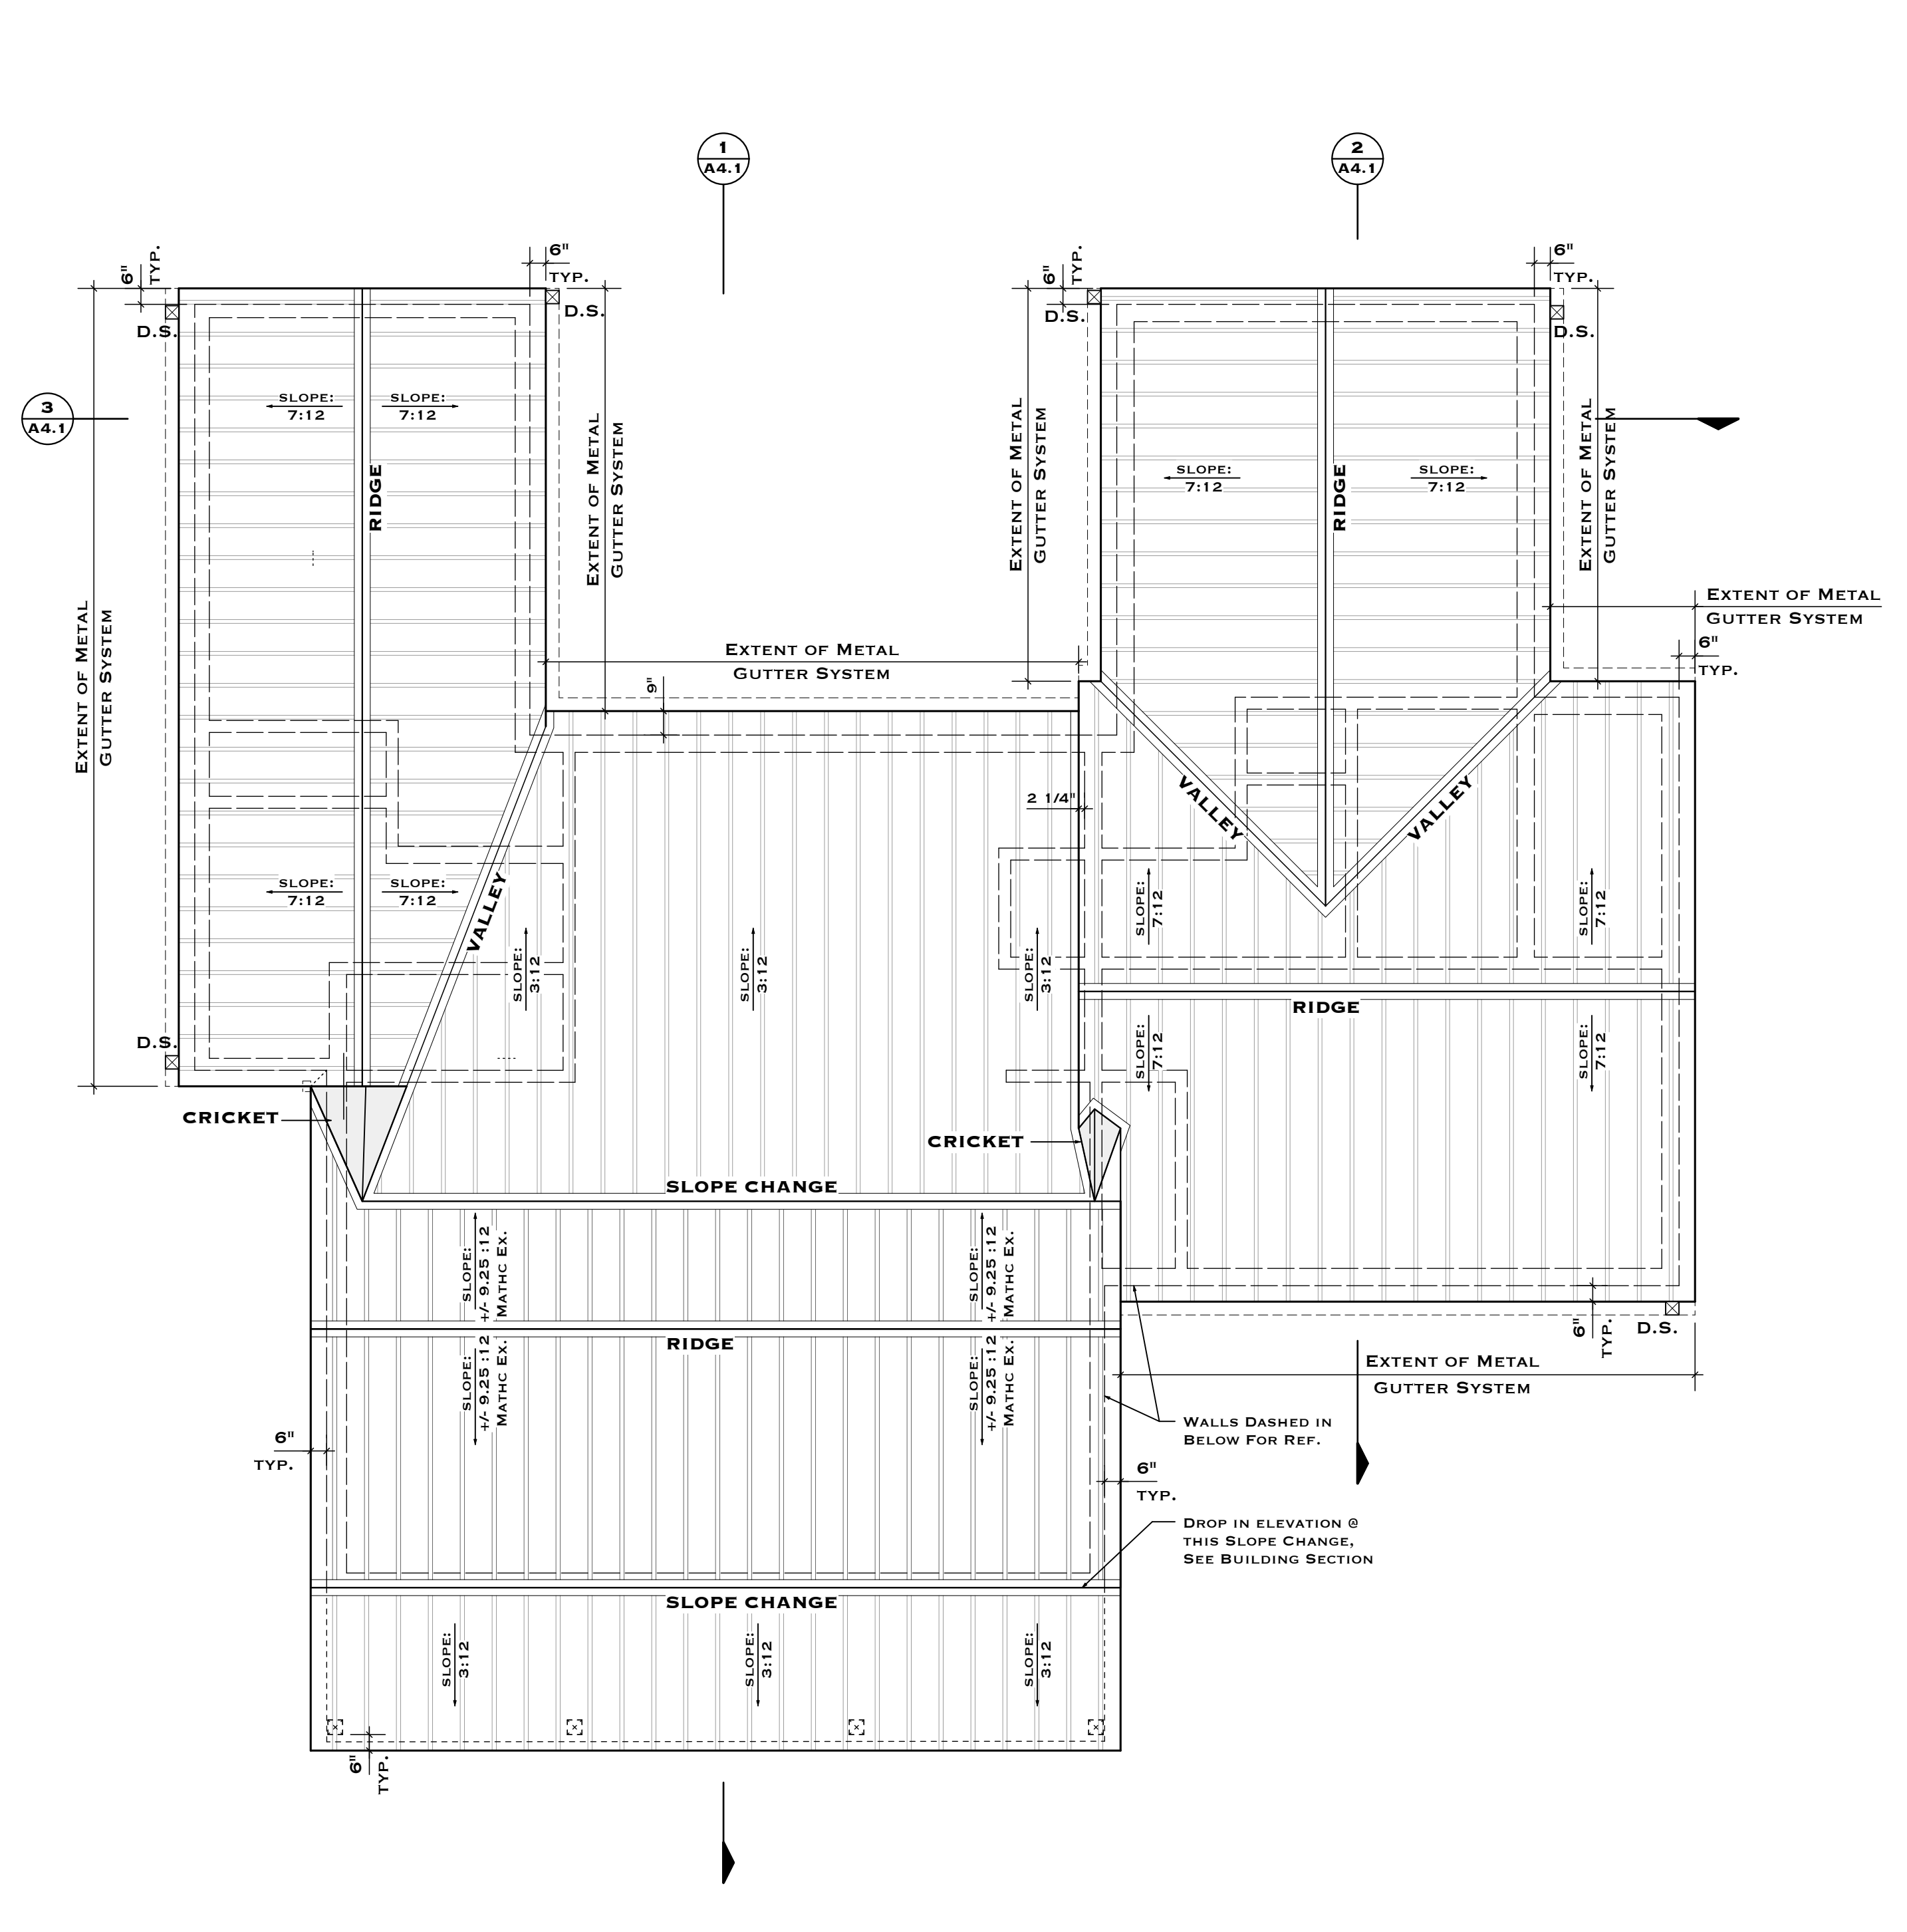 1
A4.1
2
A4.1
6"
TYP.
6"
TYP.
6"
TYP.
6"
TYP.
D.S.
D.S.
D.S.
D.S.
3
A4.1
SLOPE:
7:12
SLOPE:
7:12
RIDGE
EXTENT OF METAL
GUTTER SYSTEM
EXTENT OF METAL
GUTTER SYSTEM
SLOPE:
7:12
RIDGE
SLOPE:
7:12
EXTENT OF METAL
GUTTER SYSTEM
EXTENT OF METAL
GUTTER SYSTEM
EXTENT OF METAL
GUTTER SYSTEM
6"
TYP.
EXTENT OF METAL
GUTTER SYSTEM
9"
2 1/4"
VALLEY
VALLEY
SLOPE:
7:12
SLOPE:
7:12
VALLEY
SLOPE:
3:12
SLOPE:
3:12
SLOPE:
3:12
SLOPE:
7:12
SLOPE:
7:12
RIDGE
SLOPE:
7:12
SLOPE:
7:12
D.S.
CRICKET
CRICKET
SLOPE CHANGE
SLOPE:
+/- 9.25 :12
MATHC EX.
SLOPE:
+/- 9.25 :12
MATHC EX.
RIDGE
SLOPE:
+/- 9.25 :12
MATHC EX.
SLOPE:
+/- 9.25 :12
MATHC EX.
6"
TYP.
D.S.
EXTENT OF METAL
GUTTER SYSTEM
WALLS DASHED IN
BELOW FOR REF.
6"
TYP.
6"
TYP.
DROP IN ELEVATION @
THIS SLOPE CHANGE,
SEE BUILDING SECTION
SLOPE CHANGE
SLOPE:
3:12
SLOPE:
3:12
SLOPE:
3:12
6"
TYP.